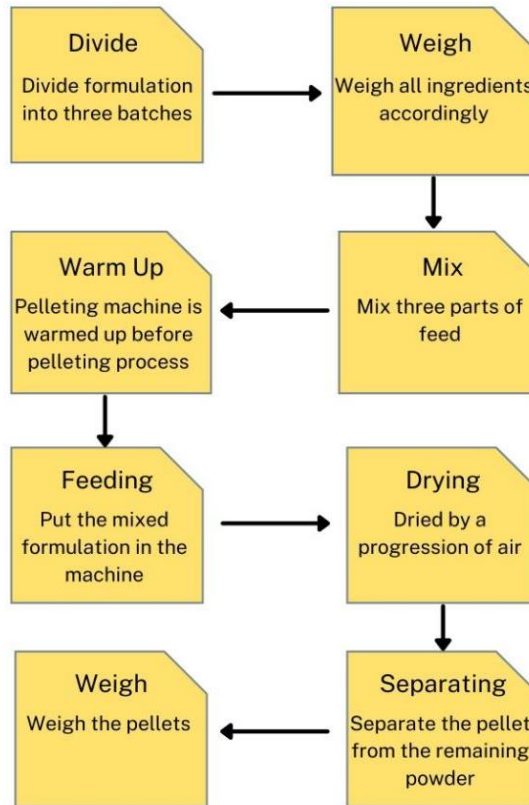 Divide
Divide formulation
into three batches
Weigh
Weigh all ingredients
accordingly
Mix
Mix three parts of
feed
Warm Up
Pelleting machine is
warmed up before
pelleting process
Feeding
Put the mixed
formulation in the
machine
Drying
Dried by a
progression of air
Separating
Separate the pellet
from the remaining
powder
Weigh
Weigh the pellets